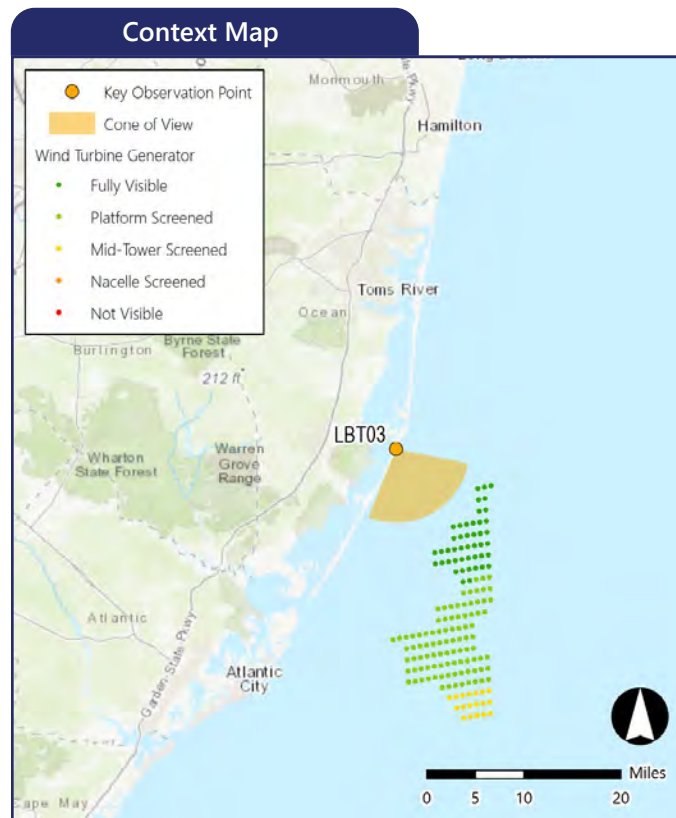 Context Map
Monmouth
Pkwy
Hamilton
Key Observation Point
Cone of View
Wind Turbine Generator
Fully Visible
Platform Screened
Mid-Tower Screened
Nacelle Screened
Not Visible
Toms River
Ocean
Burlington
Byrne State
Forest
212 ft
LBT03
Wharton
State Forest
Warren
Grove
Range
Atlantic
Garden State Pkwy
Atlantic
City
Cape May
Miles
0 5 10 20